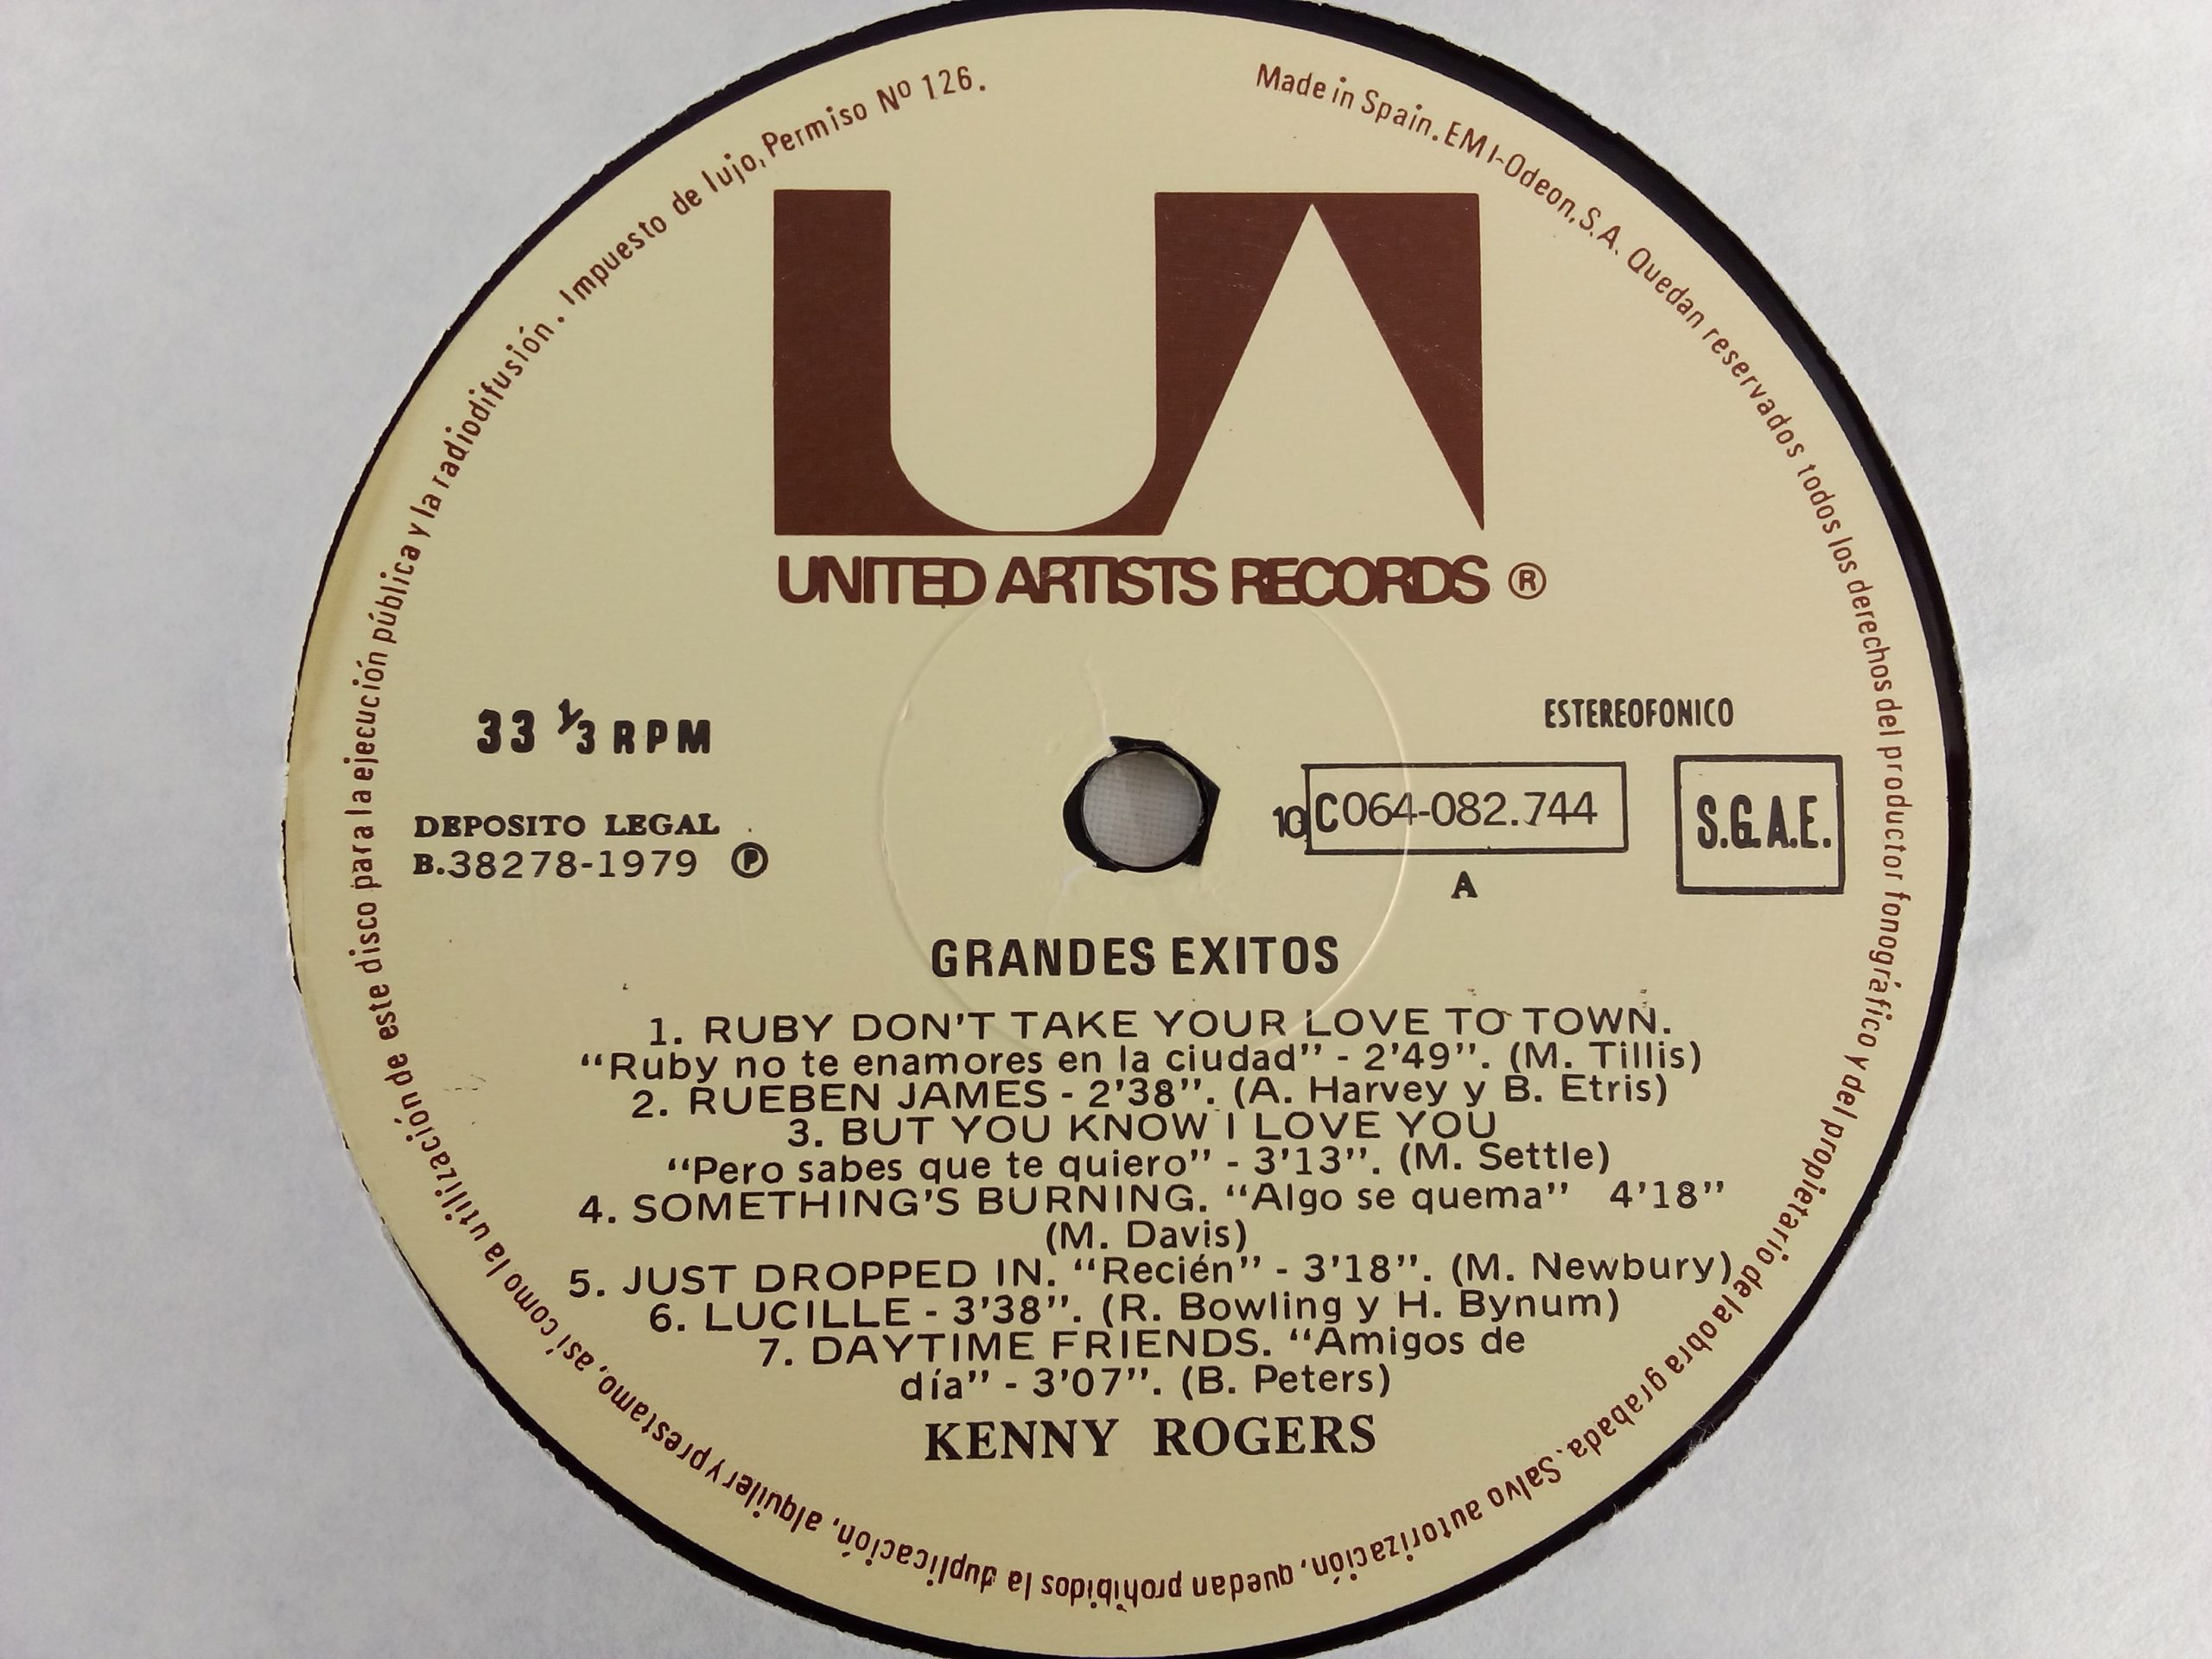 Made in Spain. EMI-Odeon, S.A. Quedan reservados todos los derechos del productor fonográfico y del propietario de la obra grabada. Salvo autorización, quedan prohibidos la duplicación, alquiler y prestamo, así como la utilización de este disco para la ejecución pública y la radiodifusión. Impuesto de lujo, Permiso Nº 126.
UA
UNITED ARTISTS RECORDS ®
33 1/3 RPM
ESTEREOFONICO
DEPOSITO LEGAL
B.38278-1979 Ⓟ
10C064-082.744
A
S.G.A.E.
GRANDES EXITOS
1. RUBY DON'T TAKE YOUR LOVE TO TOWN.
"Ruby no te enamores en la ciudad" - 2'49". (M. Tillis)
2. RUEBEN JAMES - 2'38". (A. Harvey y B. Etris)
3. BUT YOU KNOW I LOVE YOU
"Pero sabes que te quiero" - 3'13". (M. Settle)
4. SOMETHING'S BURNING. "Algo se quema" 4'18"
(M. Davis)
5. JUST DROPPED IN. "Recién" - 3'18". (M. Newbury)
6. LUCILLE - 3'38". (R. Bowling y H. Bynum)
7. DAYTIME FRIENDS. "Amigos de
día" - 3'07". (B. Peters)
KENNY ROGERS